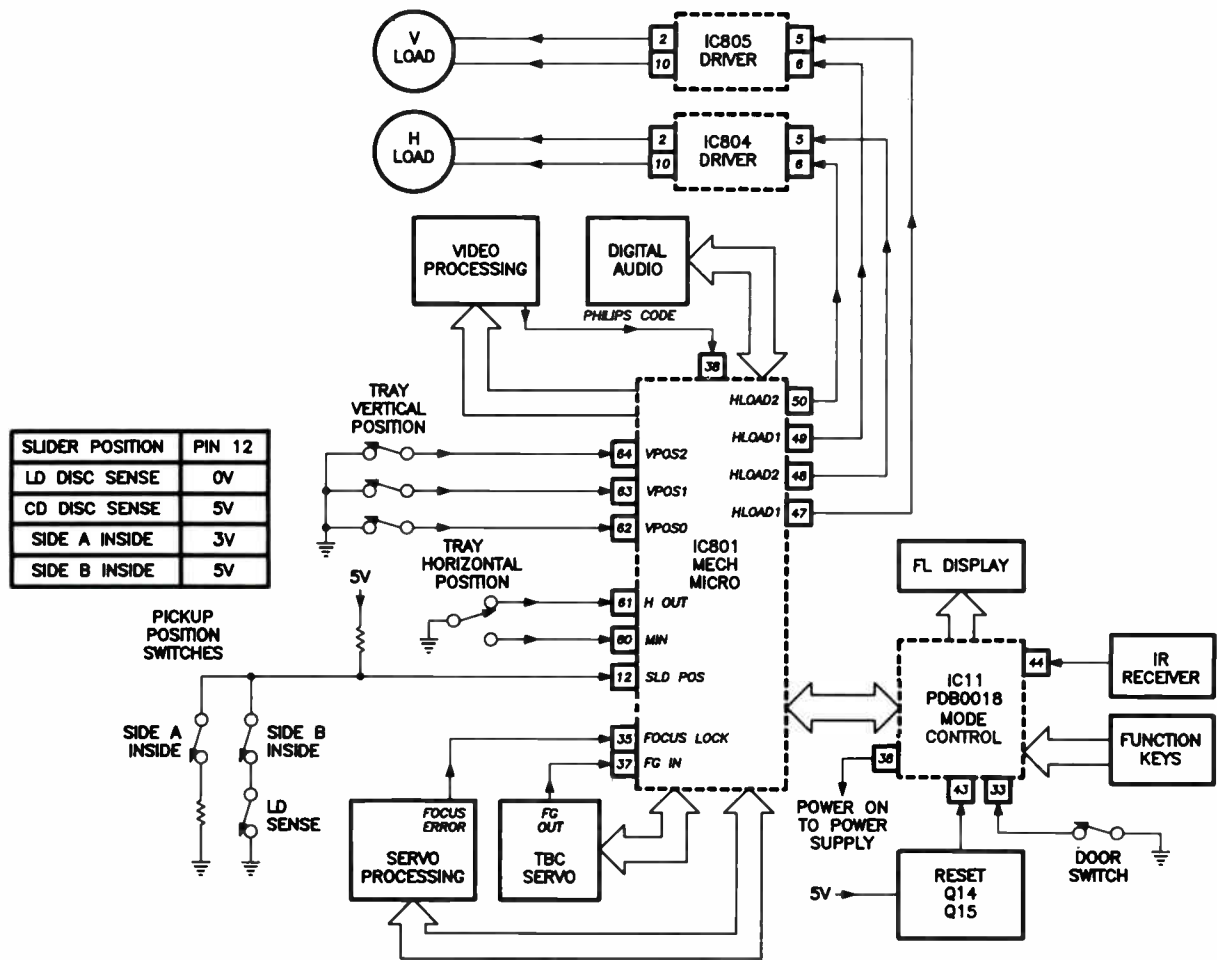 V
LOAD
2
10
IC805
DRIVER
5
6
H
LOAD
2
10
IC804
DRIVER
5
6
VIDEO
PROCESSING
DIGITAL
AUDIO
PHILIPS CODE
38
TRAY
VERTICAL
POSITION
HLOAD2
50
HLOAD1
49
HLOAD2
48
HLOAD1
47
64
VPOS2
63
VPOS1
62
VPOS0
SLIDER POSITION
PIN 12
LD DISC SENSE
0V
CD DISC SENSE
5V
SIDE A INSIDE
3V
SIDE B INSIDE
5V
IC801
MECH
MICRO
TRAY
HORIZONTAL
POSITION
5V
61
H OUT
60
MIN
12
SLD POS
PICKUP
POSITION
SWITCHES
SIDE A
INSIDE
SIDE B
INSIDE
LD
SENSE
35
FOCUS LOCK
37
FG IN
FOCUS
ERROR
SERVO
PROCESSING
FG
OUT
TBC
SERVO
FL DISPLAY
44
IR
RECEIVER
IC11
PDB0018
MODE
CONTROL
FUNCTION
KEYS
38
43
33
POWER ON
TO POWER
SUPPLY
DOOR
SWITCH
5V
RESET
Q14
Q15